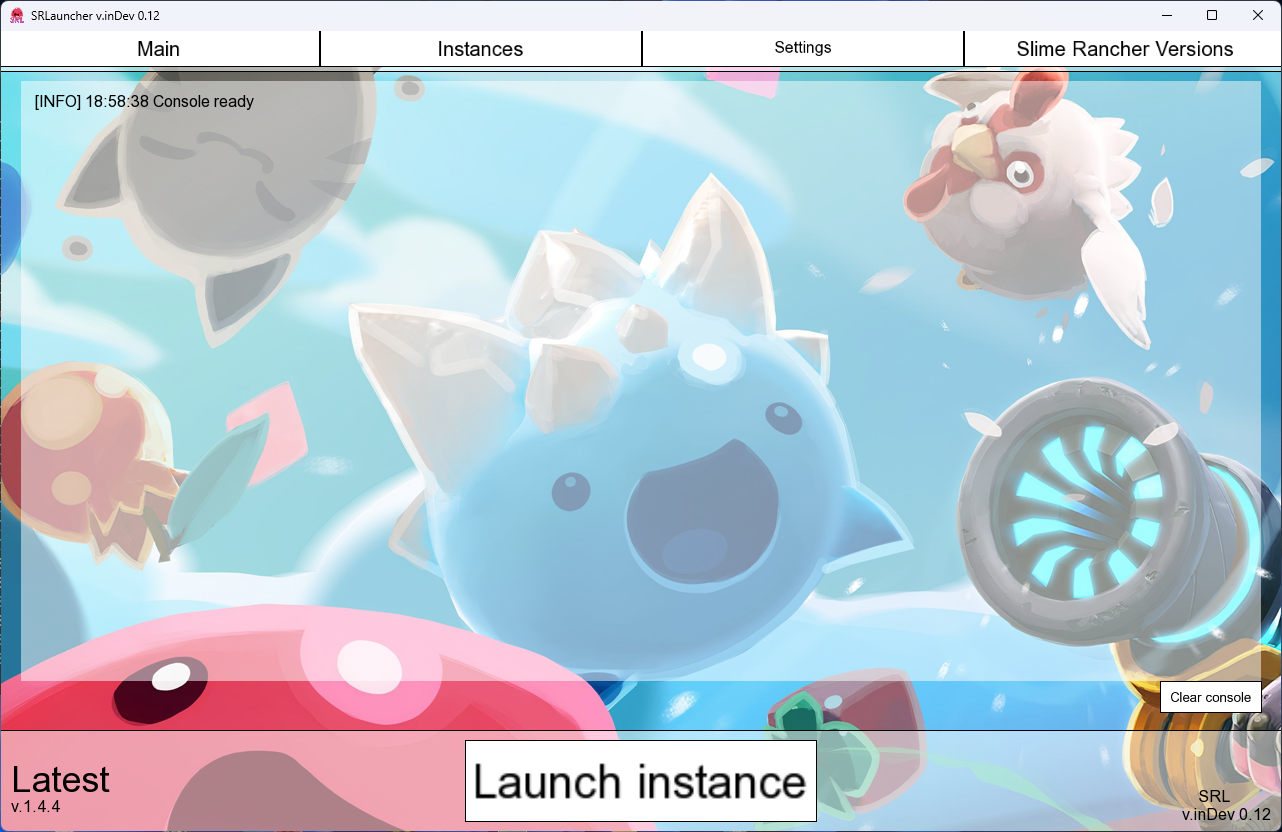 SRLauncher v.inDev 0.12
Main
Instances
Settings
Slime Rancher Versions
[INFO] 18:58:38 Console ready
Clear console
Latest
v.1.4.4
Launch instance
SRL
v.inDev 0.12